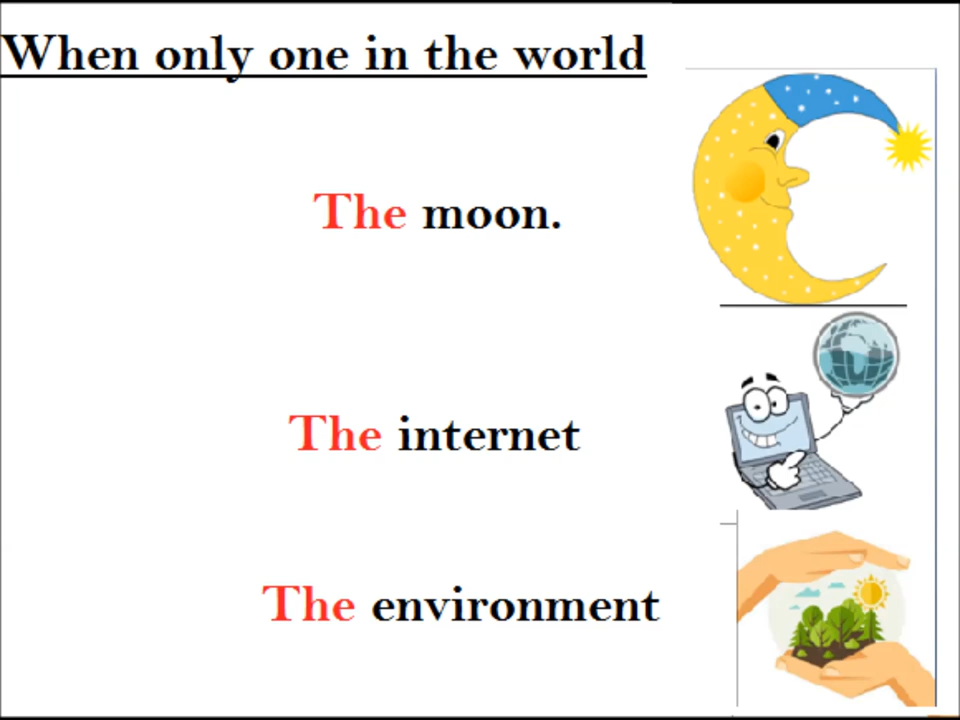 When only one in the world
The moon.
The internet
The environment